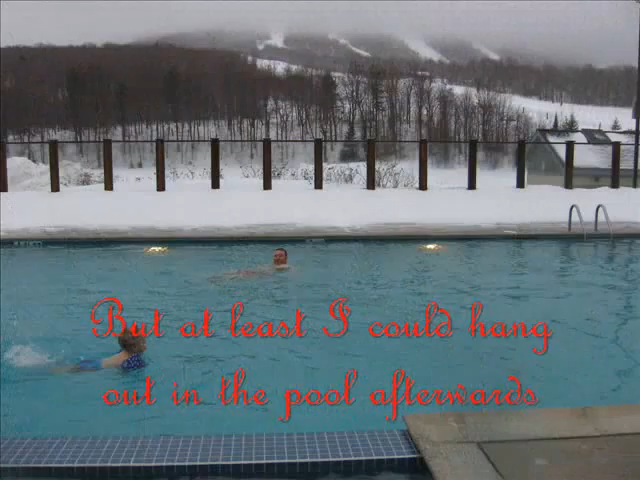 But at least I could hang
out in the pool afterwards